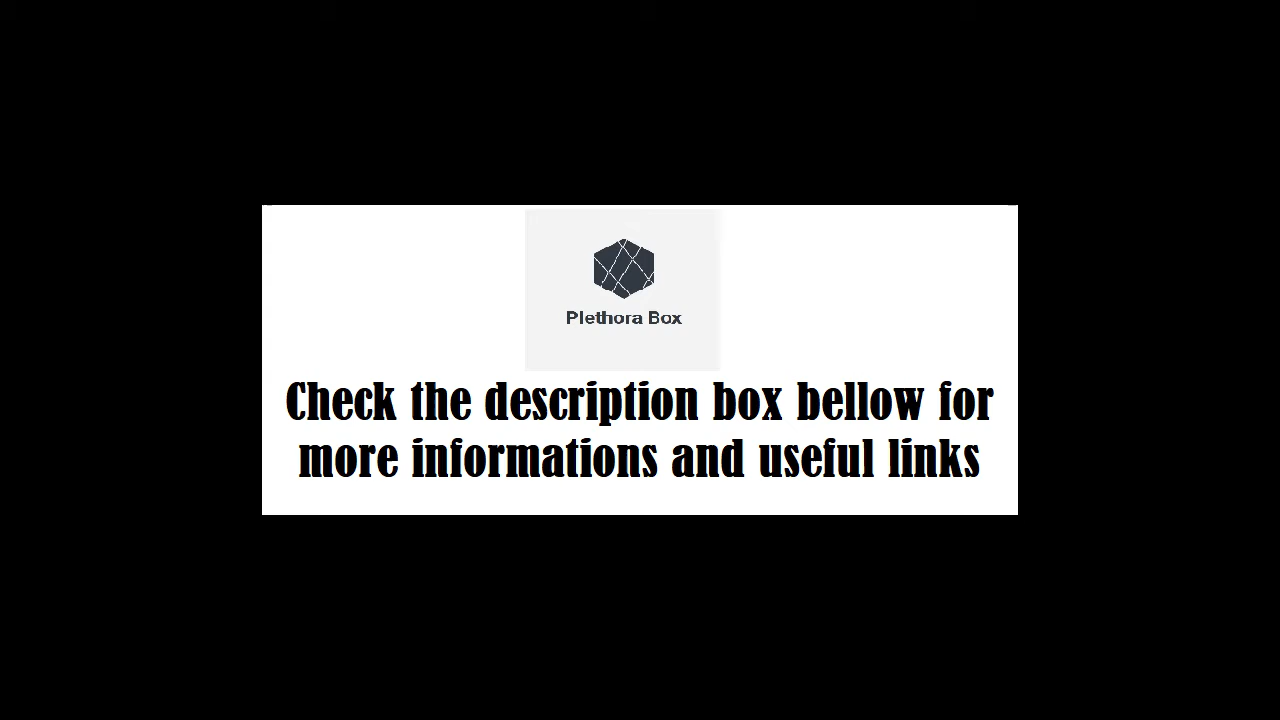 Plethora Box
Check the description box bellow for
more informations and useful links